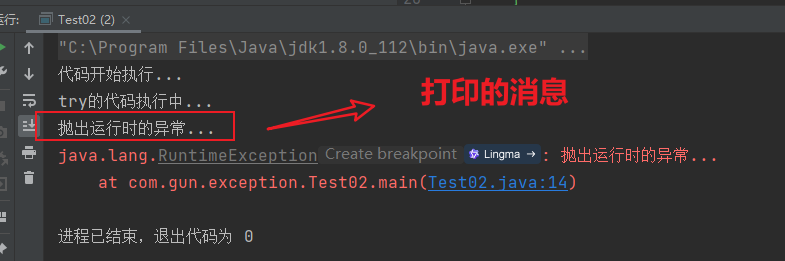 运行: Test02 (2)
"C:\Program Files\Java\jdk1.8.0_112\bin\java.exe" ...
代码开始执行...
try的代码执行中...
打印的消息
抛出运行时的异常...
java.lang.RuntimeException Create breakpoint Lingma → : 抛出运行时的异常...
at com.gun.exception.Test02.main(Test02.java:14)
进程已结束，退出代码为 0